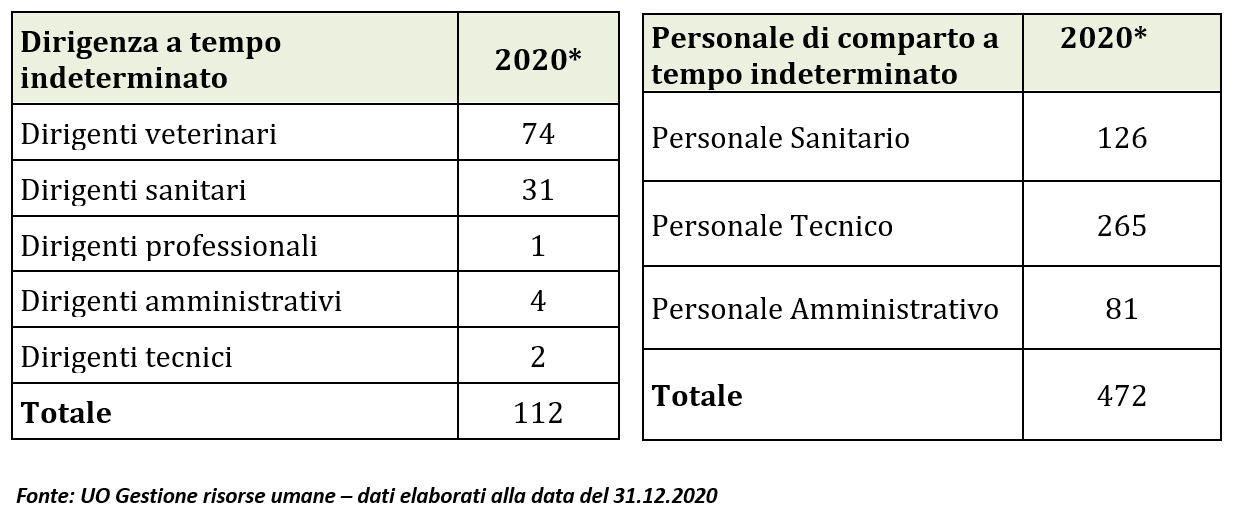 Dirigenza a tempo
indeterminato
2020*
Dirigenti veterinari
74
Dirigenti sanitari
31
Dirigenti professionali
1
Dirigenti amministrativi
4
Dirigenti tecnici
2
Totale
112
Personale di comparto a
tempo indeterminato
2020*
Personale Sanitario
126
Personale Tecnico
265
Personale Amministrativo
81
Totale
472
Fonte: UO Gestione risorse umane – dati elaborati alla data del 31.12.2020